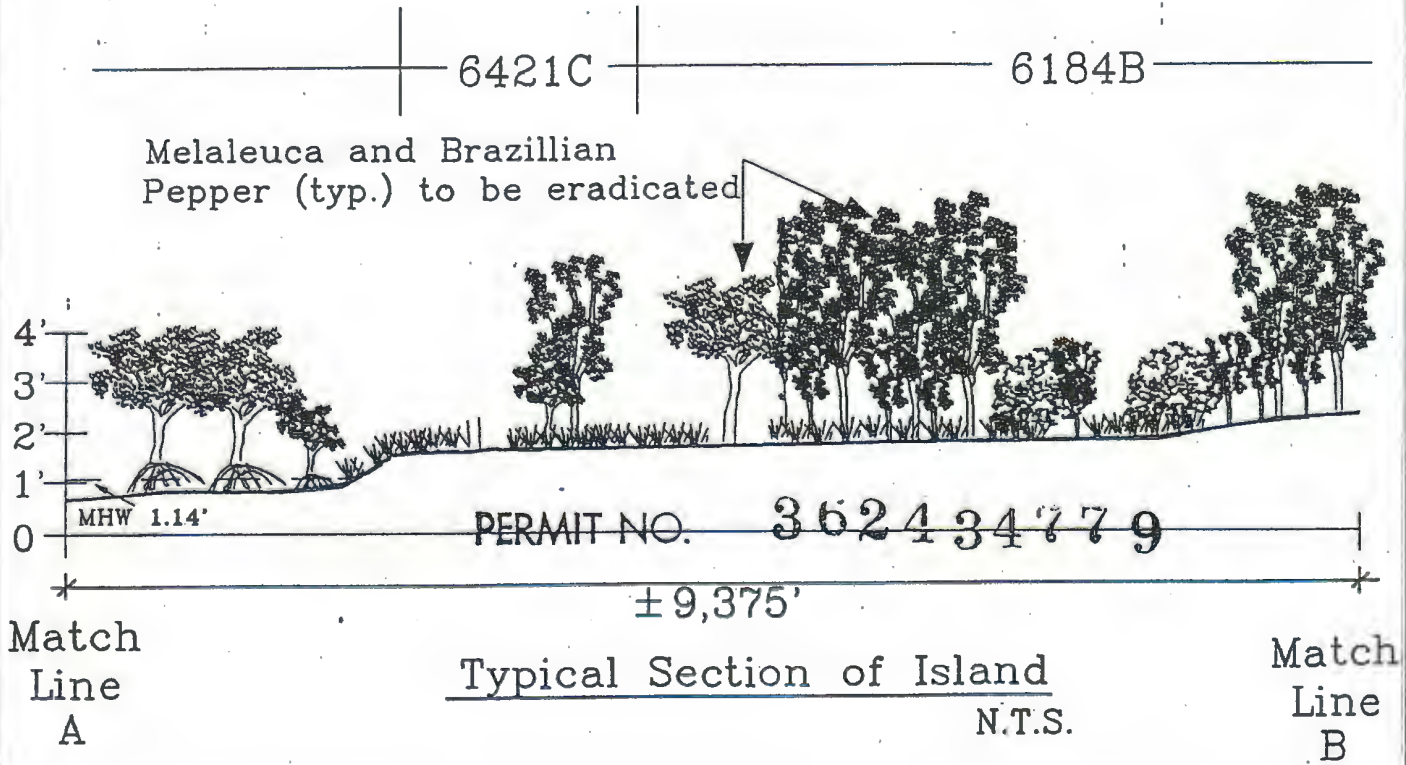 6421C
6184B
Melaleuca and Brazillian
Pepper (typ.) to be eradicated
4'
3'
2'
1'
MHW 1.14'
0
PERMIT NO. 362434779
±9,375'
Match
Line
A
Typical Section of Island
N.T.S.
Match
Line
B